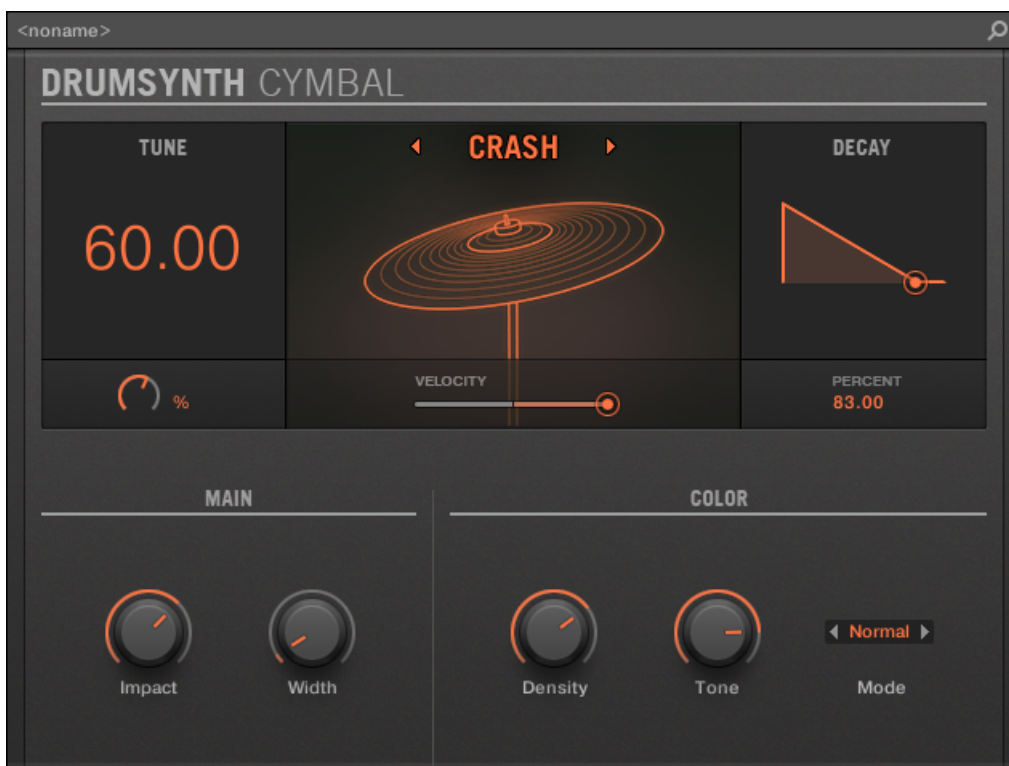 <noname>
DRUMSYNTH CYMBAL
TUNE
CRASH
DECAY
60.00
%
VELOCITY
PERCENT
83.00
MAIN
COLOR
Impact
Width
Density
Tone
Normal
Mode